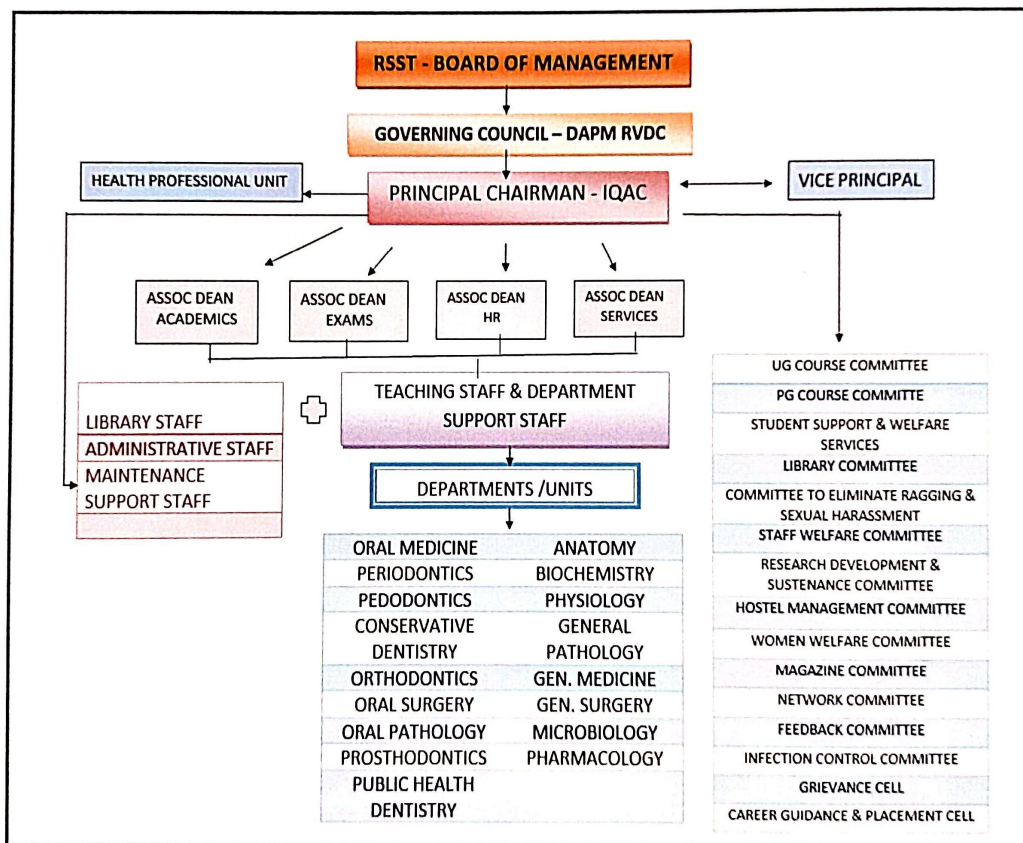 RSST - BOARD OF MANAGEMENT
GOVERNING COUNCIL – DAPM RVDC
HEALTH PROFESSIONAL UNIT
PRINCIPAL CHAIRMAN - IQAC
VICE PRINCIPAL
ASSOC DEAN
ACADEMICS
ASSOC DEAN
EXAMS
ASSOC DEAN
HR
ASSOC DEAN
SERVICES
LIBRARY STAFF
ADMINISTRATIVE STAFF
MAINTENANCE
SUPPORT STAFF
TEACHING STAFF & DEPARTMENT
SUPPORT STAFF
DEPARTMENTS /UNITS
ORAL MEDICINE
PERIODONTICS
PEDODONTICS
CONSERVATIVE
DENTISTRY
ORTHODONTICS
ORAL SURGERY
ORAL PATHOLOGY
PROSTHODONTICS
PUBLIC HEALTH
DENTISTRY
ANATOMY
BIOCHEMISTRY
PHYSIOLOGY
GENERAL
PATHOLOGY
GEN. MEDICINE
GEN. SURGERY
MICROBIOLOGY
PHARMACOLOGY
UG COURSE COMMITTEE
PG COURSE COMMITTE
STUDENT SUPPORT & WELFARE
SERVICES
LIBRARY COMMITTEE
COMMITTEE TO ELIMINATE RAGGING &
SEXUAL HARASSMENT
STAFF WELFARE COMMITTEE
RESEARCH DEVELOPMENT &
SUSTENANCE COMMITTEE
HOSTEL MANAGEMENT COMMITTEE
WOMEN WELFARE COMMITTEE
MAGAZINE COMMITTEE
NETWORK COMMITTEE
FEEDBACK COMMITTEE
INFECTION CONTROL COMMITTEE
GRIEVANCE CELL
CAREER GUIDANCE & PLACEMENT CELL